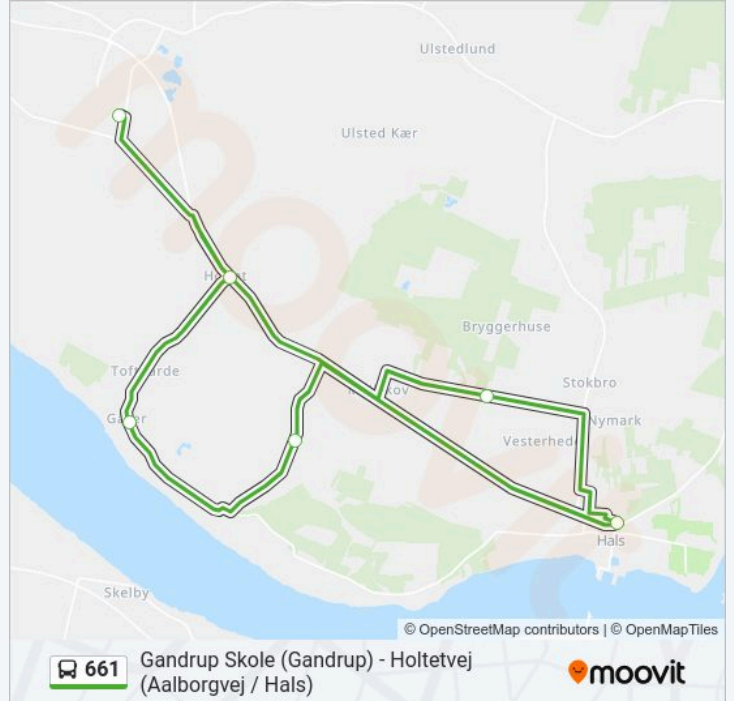 Ulstedlund
Ulsted Kær
Bryggerhuse
Stokbro
Nymark
Hals
Skelby
© OpenStreetMap contributors | © OpenMapTiles
661
Gandrup Skole (Gandrup) - Holtetvej
(Aalborgvej / Hals)
moovit